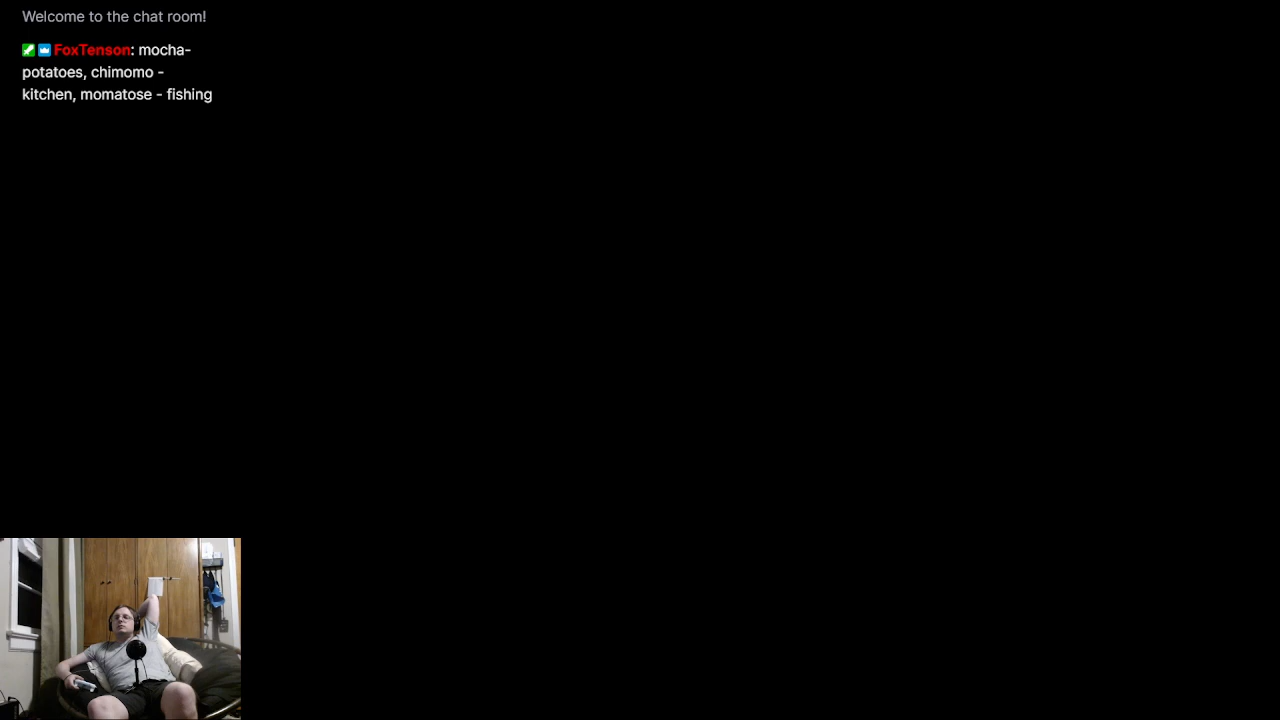 Welcome to the chat room!
FoxTenson: mocha-
potatoes, chimomo -
kitchen, momatose - fishing